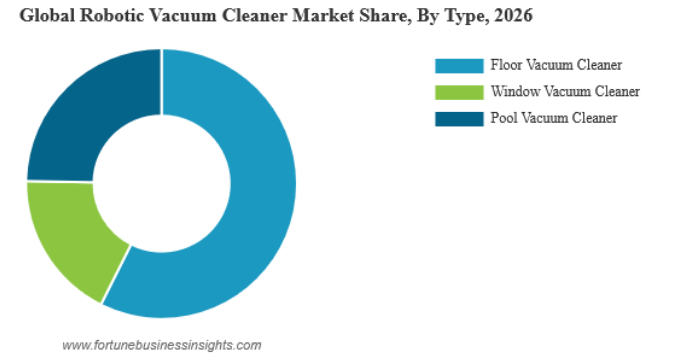 Global Robotic Vacuum Cleaner Market Share, By Type, 2026
Floor Vacuum Cleaner
Window Vacuum Cleaner
Pool Vacuum Cleaner
www.fortunebusinessinsights.com